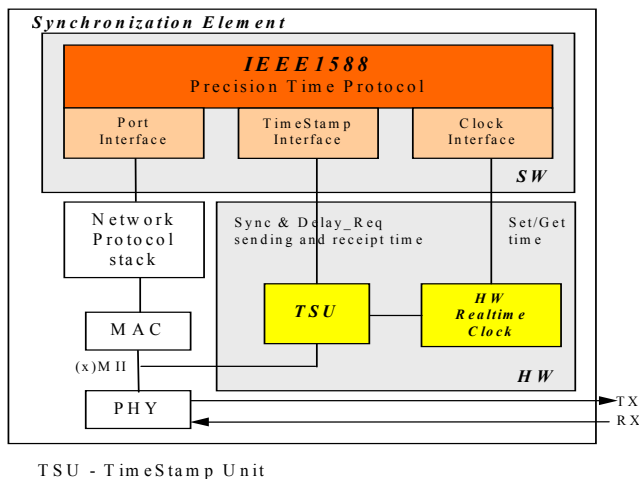 Synchronization Element
IEEE1588
Precision Time Protocol
Port
Interface
TimeStamp
Interface
Clock
Interface
SW
Network
Protocol
stack
Sync & Delay_Req
sending and receipt time
Set/Get
time
TSU
HW
Realtime
Clock
MAC
(x)MII
HW
PHY
TX
RX
TSU - TimeStamp Unit